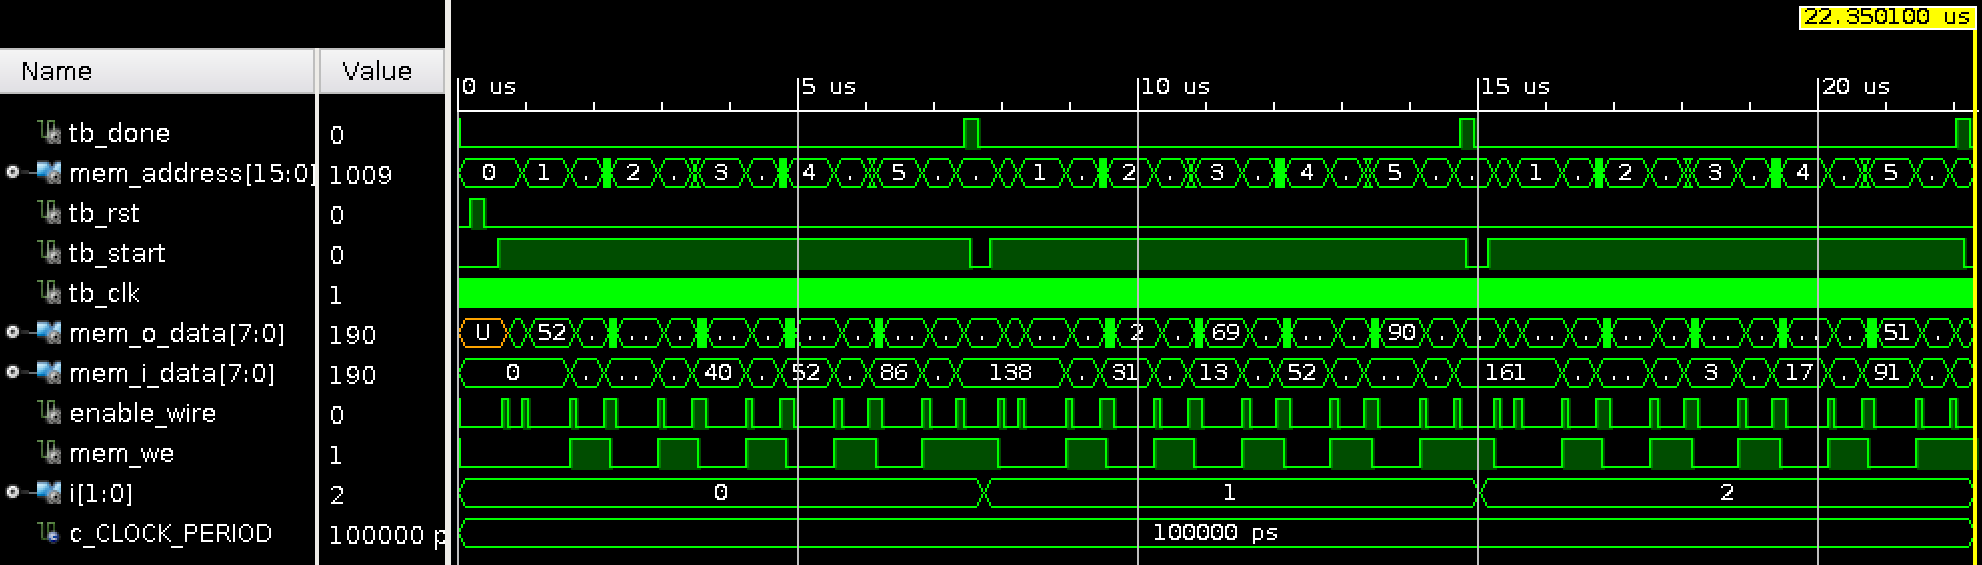 22.350100 us
Name Value
0 us 5 us 10 us 15 us 20 us
tb_done 0
mem_address[15:0] 1009 0 1 . 2 . 3 . 4 . 5 . . 1 . 2 . 3 . 4 . 5 . . 1 . 2 . 3 . 4 . 5 .
tb_rst 0
tb_start 0
tb_clk 1
mem_o_data[7:0] 190 U 52 . .. . .. . .. . .. . .. . 2 . 69 . .. . 90 . . .. . .. . .. . .. . 51 .
mem_i_data[7:0] 190 0 . .. . 40 . 52 . 86 . 138 . 31 . 13 . 52 . .. . 161 . .. . 3 . 17 . 91 .
enable_wire 0
mem_we 1
i[1:0] 2 0 1 2
c_CLOCK_PERIOD 100000 p 100000 ps